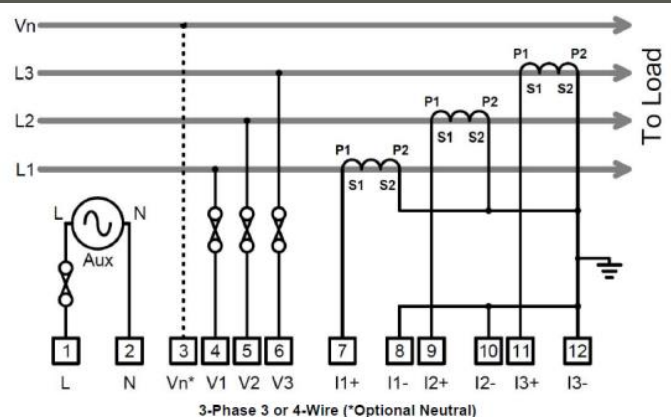 Vn
P1 P2
L3
S1 S2
P1 P2
L2
S1 S2
P1 P2
L1
S1 S2
To Load
L N
Aux
1 2 3 4 5 6 7 8 9 10 11 12
L N Vn* V1 V2 V3 I1+ I1- I2+ I2- I3+ I3-
3-Phase 3 or 4-Wire (*Optional Neutral)